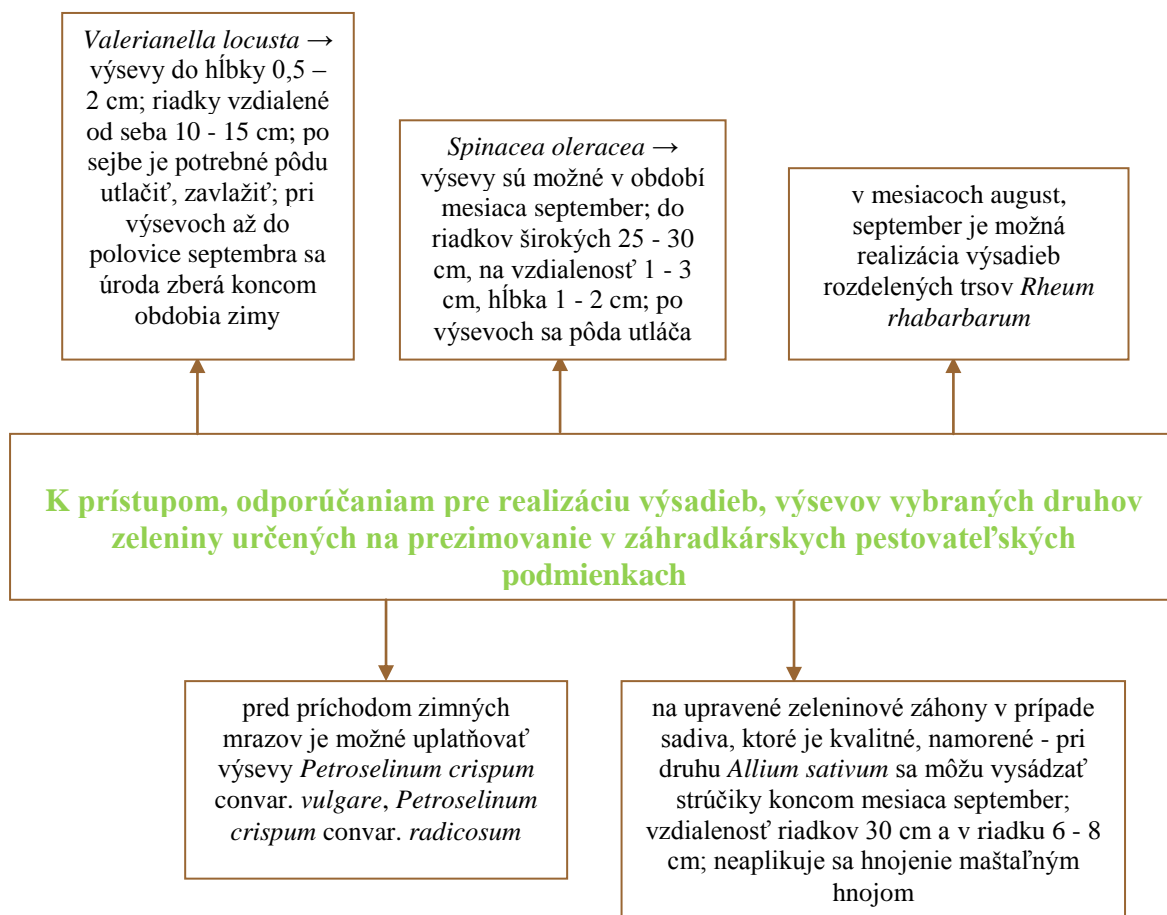 Valerianella locusta →
výsevy do hĺbky 0,5 –
2 cm; riadky vzdialené
od seba 10 - 15 cm; po
sejbe je potrebné pôdu
utlačiť, zavlažiť; pri
výsevoch až do
polovice septembra sa
úroda zberá koncom
obdobia zimy
Spinacea oleracea →
výsevy sú možné v období
mesiaca september; do
riadkov širokých 25 - 30
cm, na vzdialenosť 1 - 3
cm, hĺbka 1 - 2 cm; po
výsevoch sa pôda utláča
v mesiacoch august,
september je možná
realizácia výsadieb
rozdelených trsov Rheum
rhabarbarum
K prístupom, odporúčaniam pre realizáciu výsadieb, výsevov vybraných druhov
zeleniny určených na prezimovanie v záhradkárskych pestovateľských
podmienkach
pred príchodom zimných
mrazov je možné uplatňovať
výsevy Petroselinum crispum
convar. vulgare, Petroselinum
crispum convar. radicosum
na upravené zeleninové záhony v prípade
sadiva, ktoré je kvalitné, namorené - pri
druhu Allium sativum sa môžu vysádzať
strúčiky koncom mesiaca september;
vzdialenosť riadkov 30 cm a v riadku 6 - 8
cm; neaplikuje sa hnojenie maštaľným
hnojom